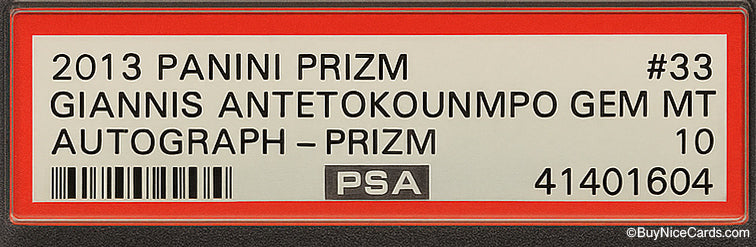 2013 PANINI PRIZM #33
GIANNIS ANTETOKOUNMPO GEM MT
AUTOGRAPH – PRIZM 10
PSA 41401604
©BuyNiceCards.com